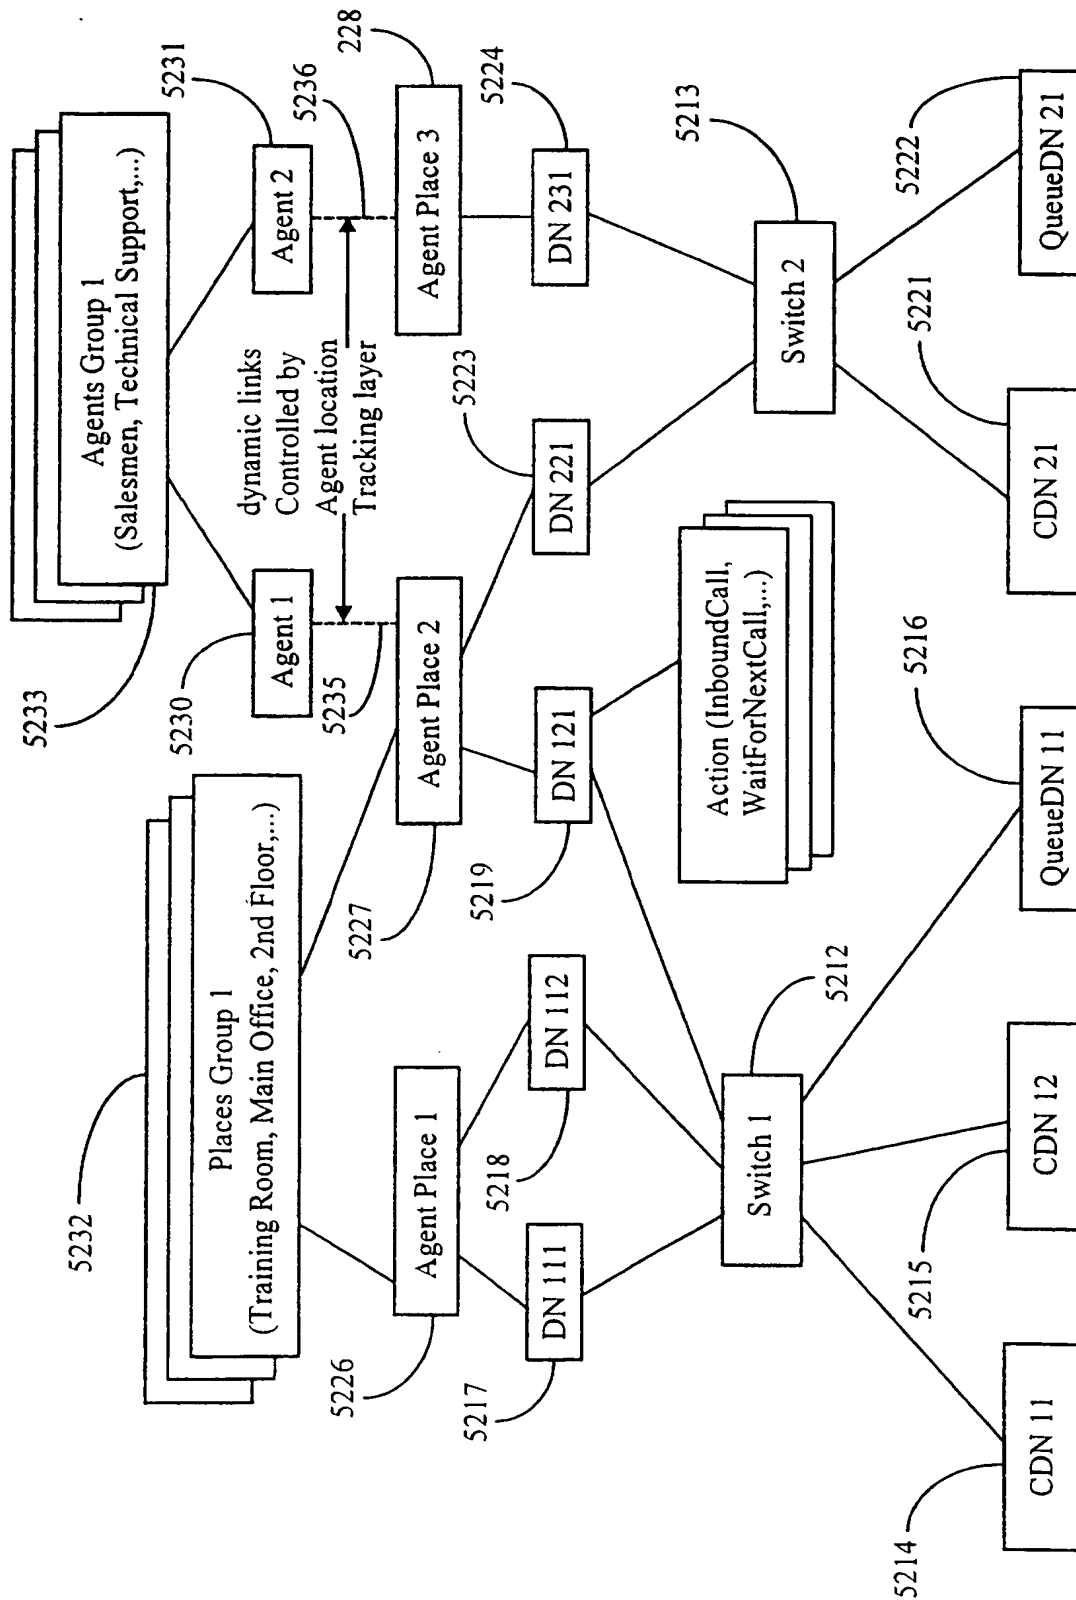 5233
Agents Group 1
(Salesmen, Technical Support,...)
5232
Places Group 1
(Training Room, Main Office, 2nd Floor,...)
5230
Agent 1
dynamic links
Controlled by
Agent location
Tracking layer
Agent 2
5231
5235
5236
5226
Agent Place 1
5227
Agent Place 2
Agent Place 3
228
5217
DN 111
5218
DN 112
5219
DN 121
5223
DN 221
DN 231
5224
Action (InboundCall,
WaitForNextCall,...)
Switch 1
5212
Switch 2
5213
5214
CDN 11
5215
CDN 12
5216
QueueDN 11
5221
CDN 21
5222
QueueDN 21